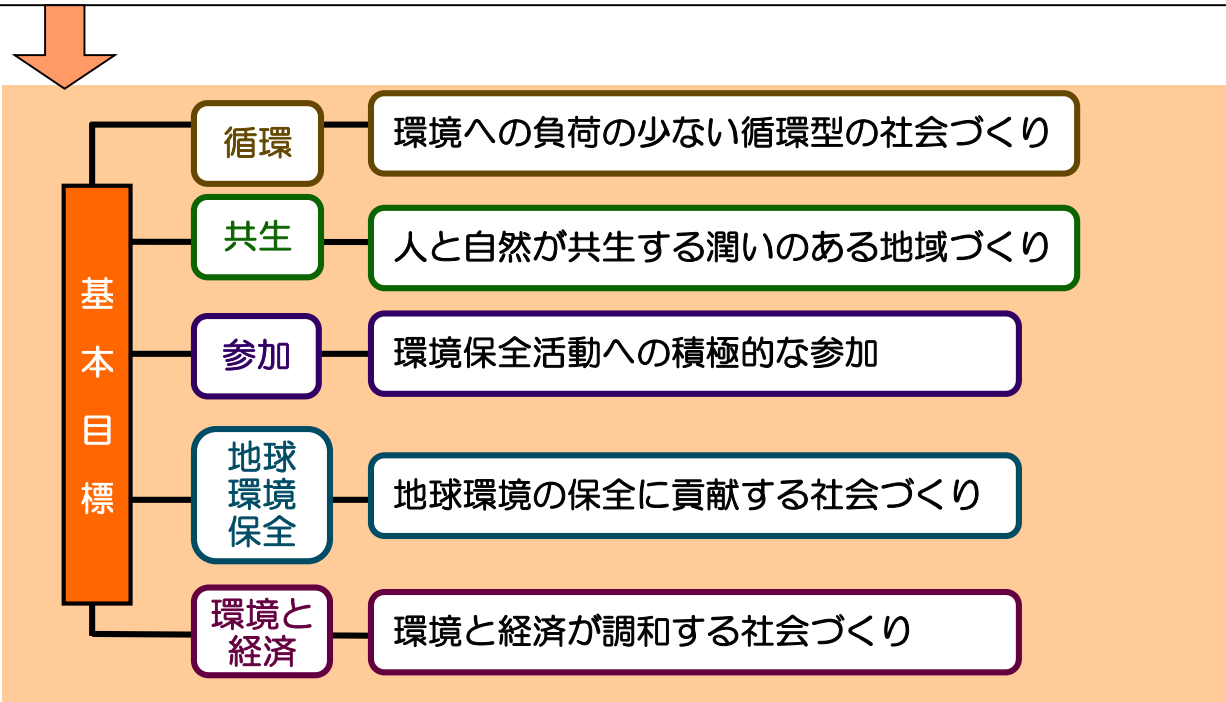 基本目標
循環
環境への負荷の少ない循環型の社会づくり
共生
人と自然が共生する潤いのある地域づくり
参加
環境保全活動への積極的な参加
地球
環境
保全
地球環境の保全に貢献する社会づくり
環境と
経済
環境と経済が調和する社会づくり